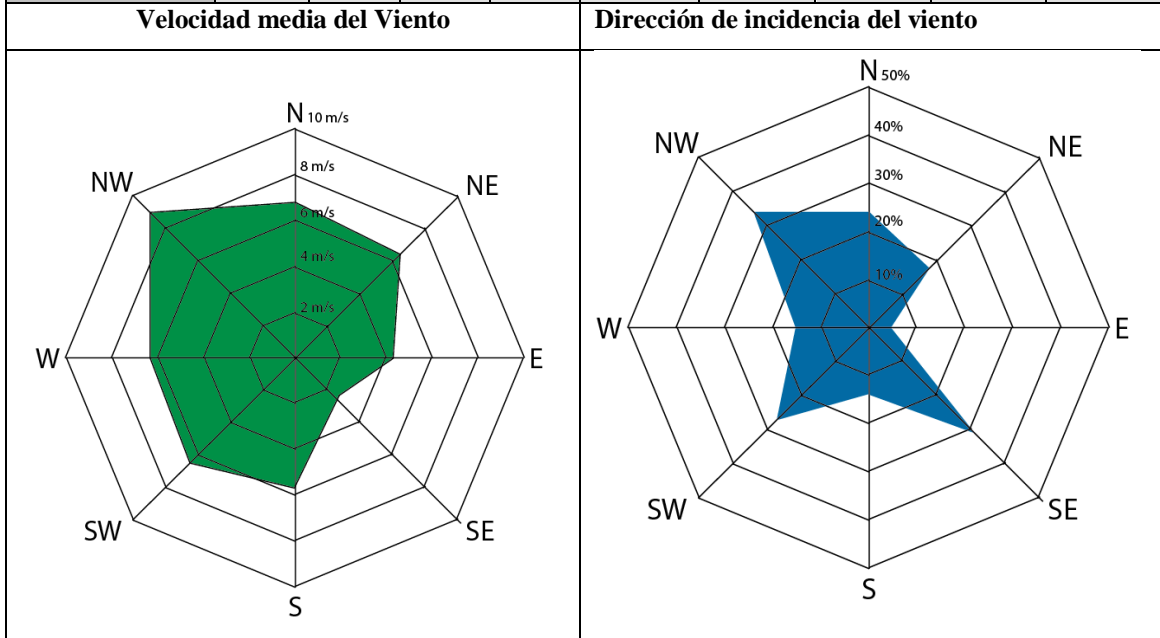 Velocidad media del Viento
Dirección de incidencia del viento
N 10 m/s
8 m/s
6 m/s
4 m/s
2 m/s
NW
NE
W
E
SW
SE
S
N 50%
40%
30%
20%
10%
NW
NE
W
E
SW
SE
S